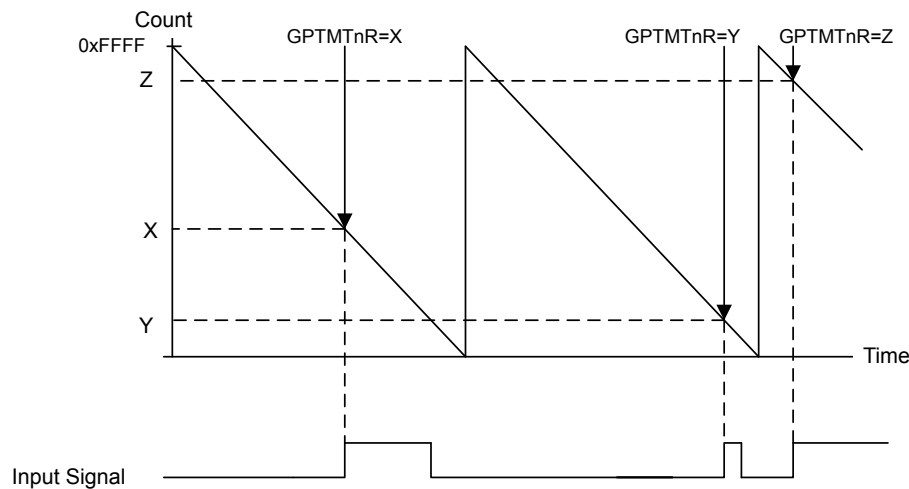 Count
0xFFFF
GPTMTnR=X
GPTMTnR=Y
GPTMTnR=Z
Z
X
Y
Time
Input Signal